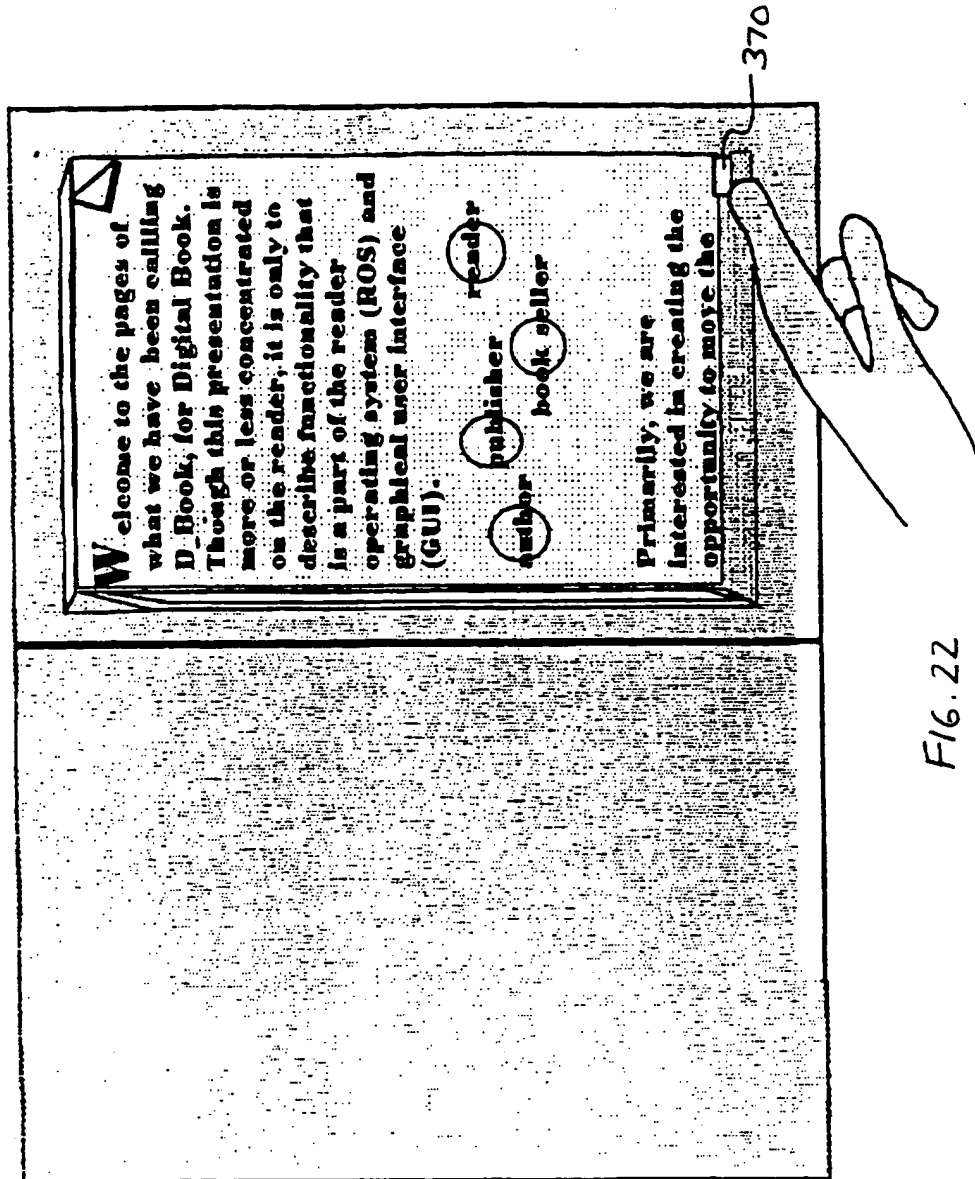 Welcome to the pages of
what we have been callling
D_Book, for Digital Book.
Though this presentation is
more or less concentrated
on the reader, it is only to
describe functionality that
is a part of the reader
operating system (ROS) and
graphical user interface
(GUI).
author publisher book seller reader
Primarily, we are
interested in creating the
opportunity to move the
370
FIG. 22